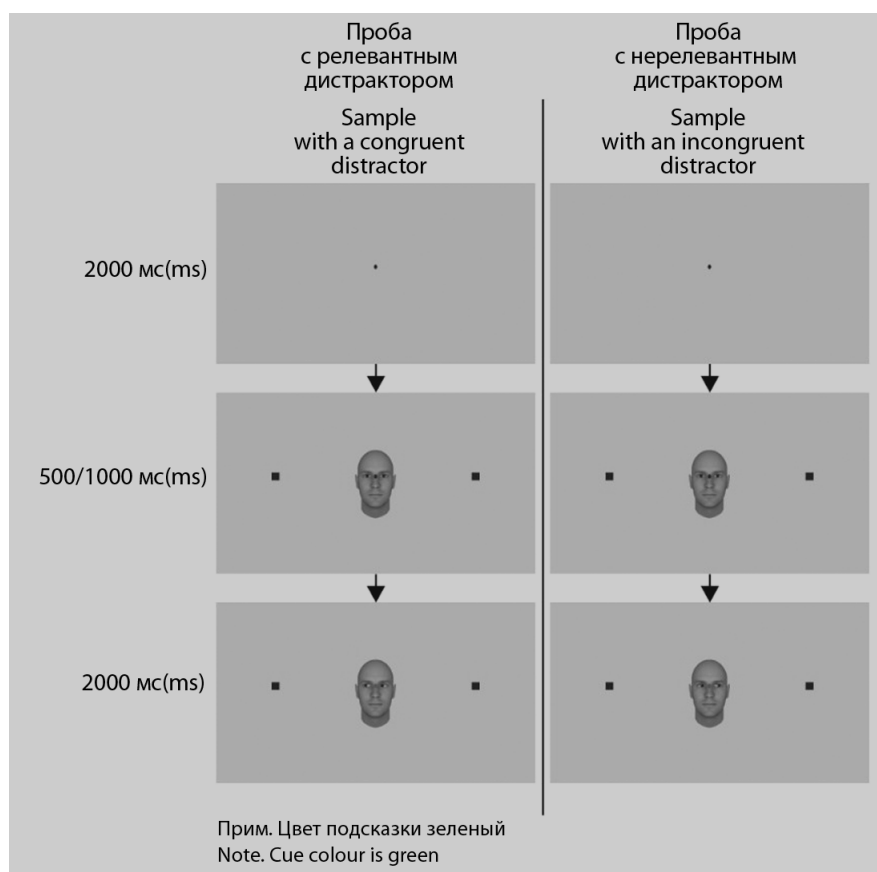 Проба
с релевантным
дистрактором
Sample
with a congruent
distractor
Проба
с нерелевантным
дистрактором
Sample
with an incongruent
distractor
2000 мс(ms)
500/1000 мс(ms)
2000 мс(ms)
Прим. Цвет подсказки зеленый
Note. Cue colour is green